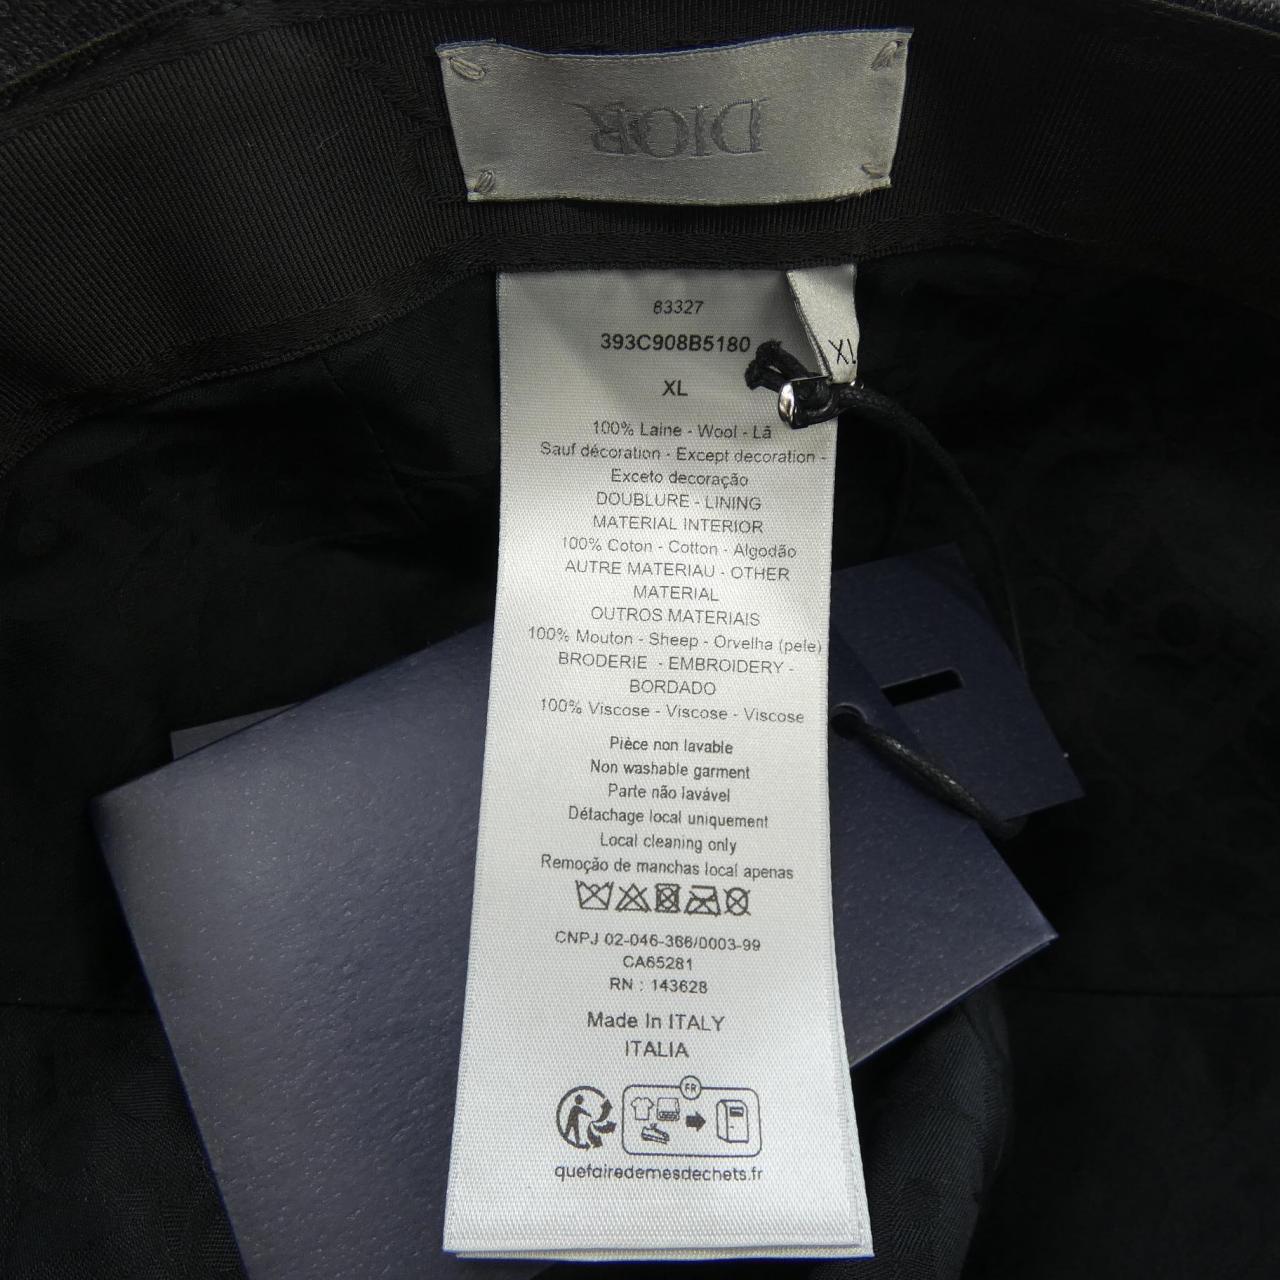 DIOR
83327
393C908B5180
XL
XL
100% Laine - Wool - Lã
Sauf décoration - Except decoration -
Exceto decoração
DOUBLURE - LINING
MATERIAL INTERIOR
100% Coton - Cotton - Algodão
AUTRE MATERIAU - OTHER
MATERIAL
OUTROS MATERIAIS
100% Mouton - Sheep - Orvelha (pele)
BRODERIE - EMBROIDERY -
BORDADO
100% Viscose - Viscose - Viscose
Pièce non lavable
Non washable garment
Parte não lavável
Détachage local uniquement
Local cleaning only
Remoção de manchas local apenas
CNPJ 02-046-366/0003-99
CA65281
RN : 143628
Made In ITALY
ITALIA
FR
quefairedemesdechets.fr